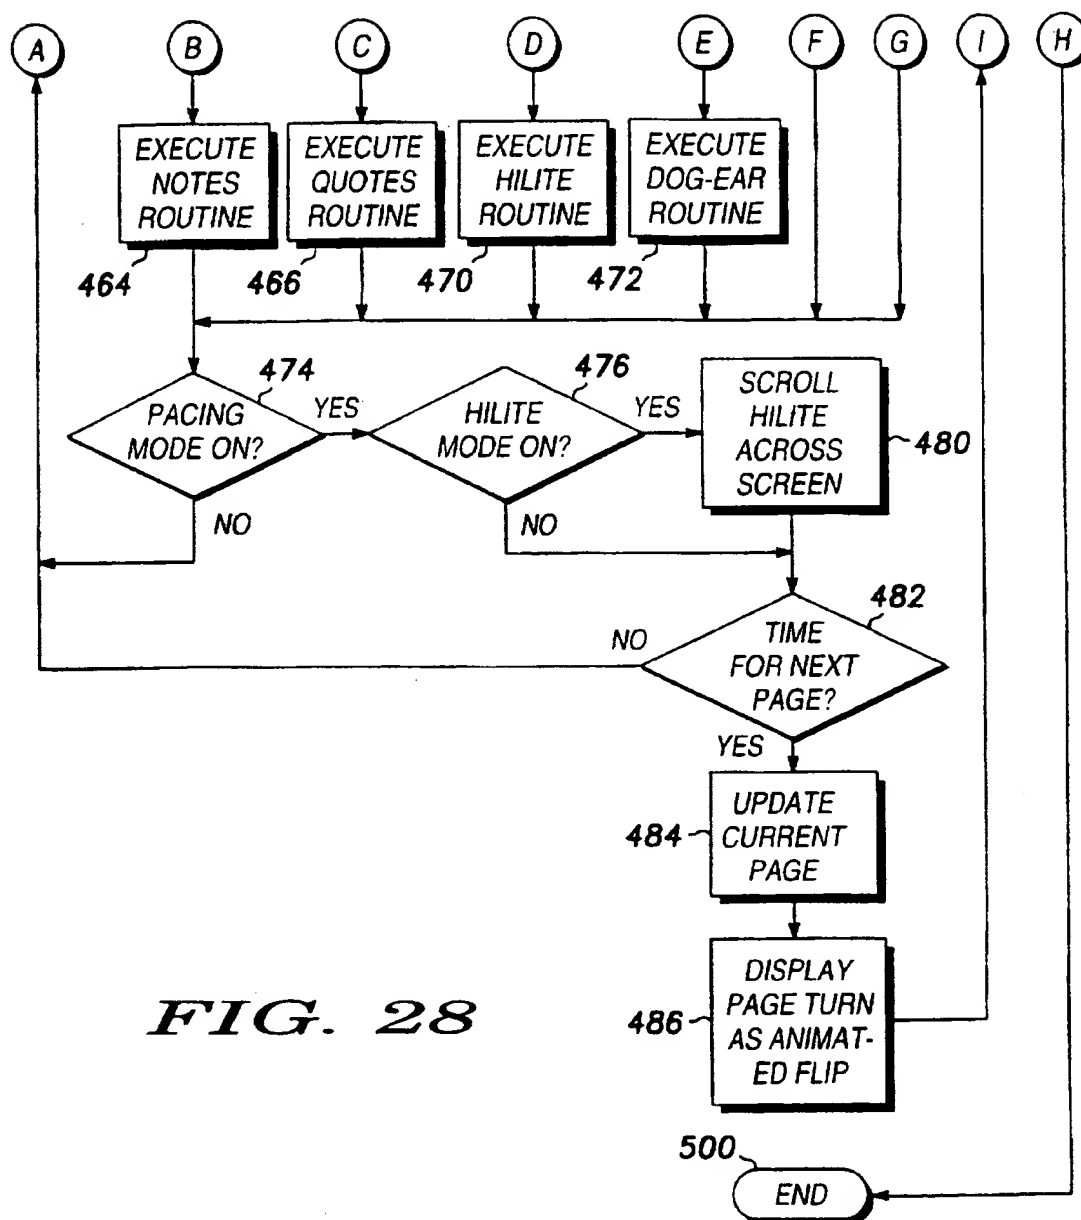 A
B
C
D
E
F
G
I
H
EXECUTE
NOTES
ROUTINE
464
EXECUTE
QUOTES
ROUTINE
466
EXECUTE
HILITE
ROUTINE
470
EXECUTE
DOG-EAR
ROUTINE
472
PACING
MODE ON?
474
YES
NO
HILITE
MODE ON?
476
YES
NO
SCROLL
HILITE
ACROSS
SCREEN
480
TIME
FOR NEXT
PAGE?
482
NO
YES
UPDATE
CURRENT
PAGE
484
DISPLAY
PAGE TURN
AS ANIMAT-
ED FLIP
486
FIG. 28
500
END